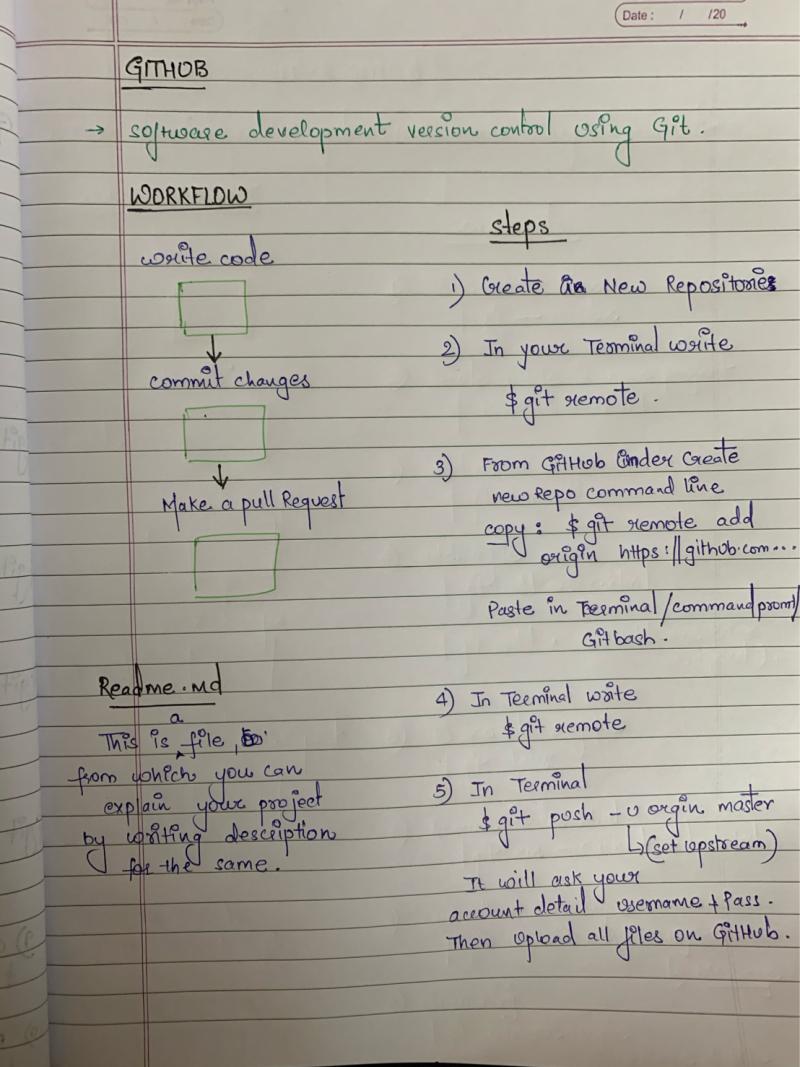 Date : / /20
GITHUB
→ software development version control using Git.
WORKFLOW
write code
commit changes
Make a pull Request
Readme.md
a
This is file,
from which you can
explain your project
by writing description
for the same.
steps
1) Create New Repositories
2) In your Terminal write
$ git remote.
3) From GitHub under Create
new Repo command line
copy: $ git remote add
origin https://github.com...
Paste in Terminal/command promt/
Gitbash.
4) In Terminal write
$ git remote
5) In Terminal
$ git push -u orgin master
↳(set upstream)
It will ask your
account detail username + Pass.
Then upload all files on GitHub.